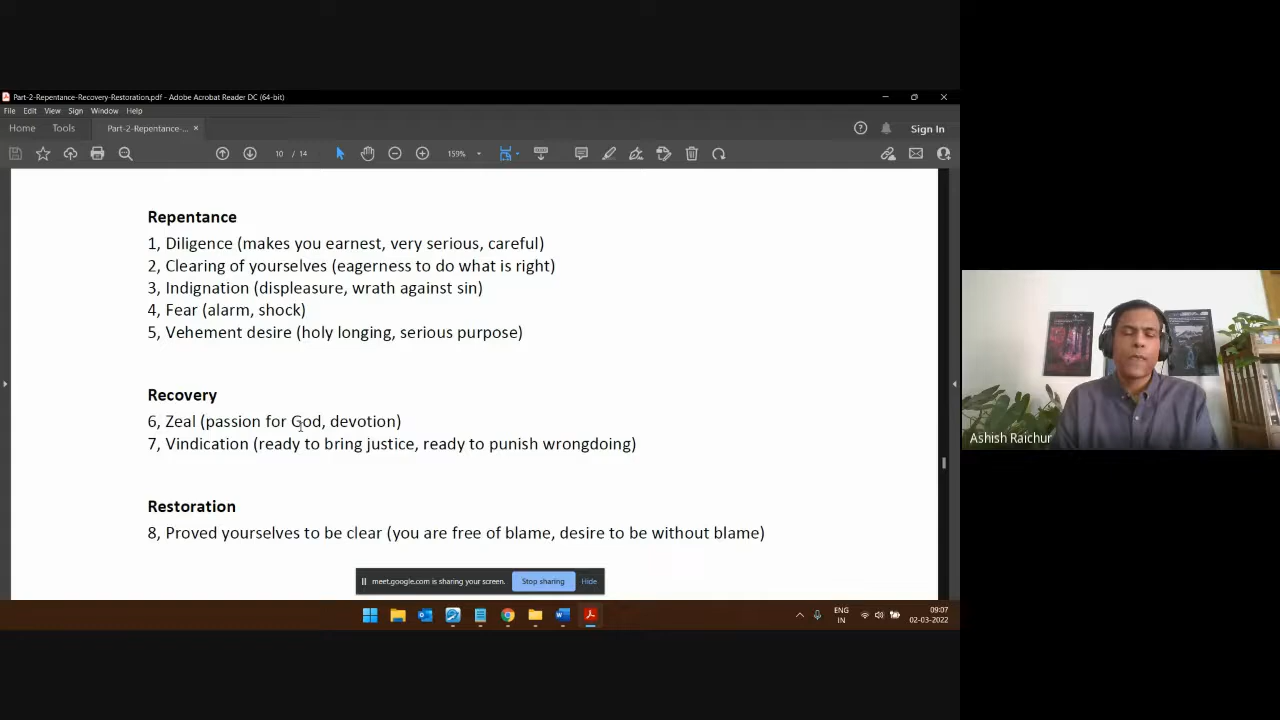 Part-2-Repentance-Recovery-Restoration.pdf - Adobe Acrobat Reader DC (64-bit)
File Edit View Sign Window Help
Home Tools Part-2-Repentance-... × Sign In
10 / 14 159%
Repentance
1, Diligence (makes you earnest, very serious, careful)
2, Clearing of yourselves (eagerness to do what is right)
3, Indignation (displeasure, wrath against sin)
4, Fear (alarm, shock)
5, Vehement desire (holy longing, serious purpose)
Recovery
6, Zeal (passion for God, devotion)
7, Vindication (ready to bring justice, ready to punish wrongdoing)
Restoration
8, Proved yourselves to be clear (you are free of blame, desire to be without blame)
meet.google.com is sharing your screen. Stop sharing Hide
ENG
IN
09:07
02-03-2022
Ashish Raichur